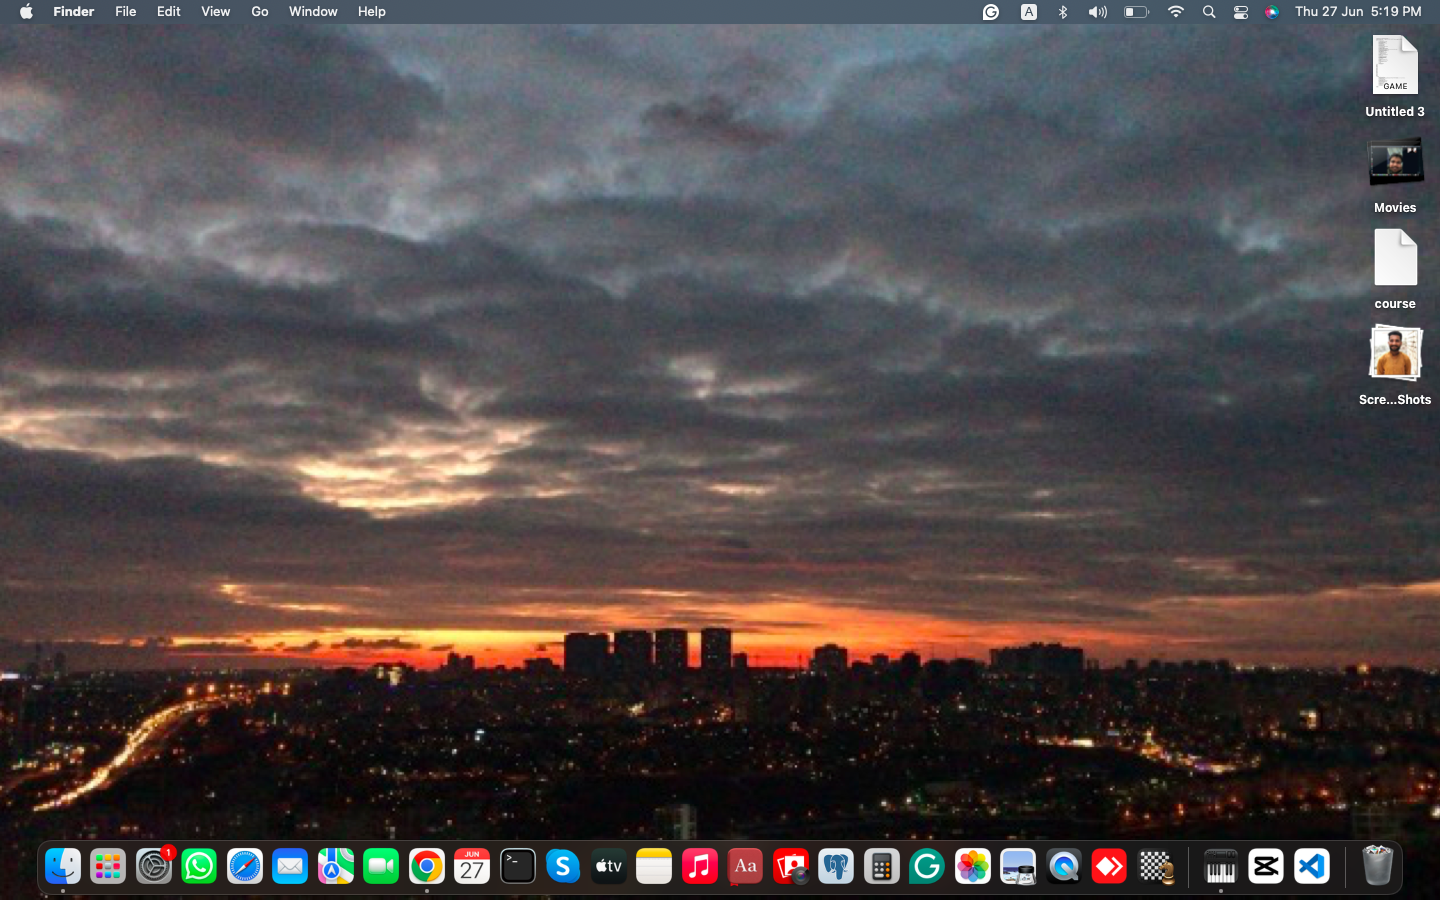 Finder File Edit View Go Window Help A Thu 27 Jun 5:19 PM
GAME
Untitled 3
Movies
course
Scre...Shots
1
JUN
27
>_
S
tv
Aa
G